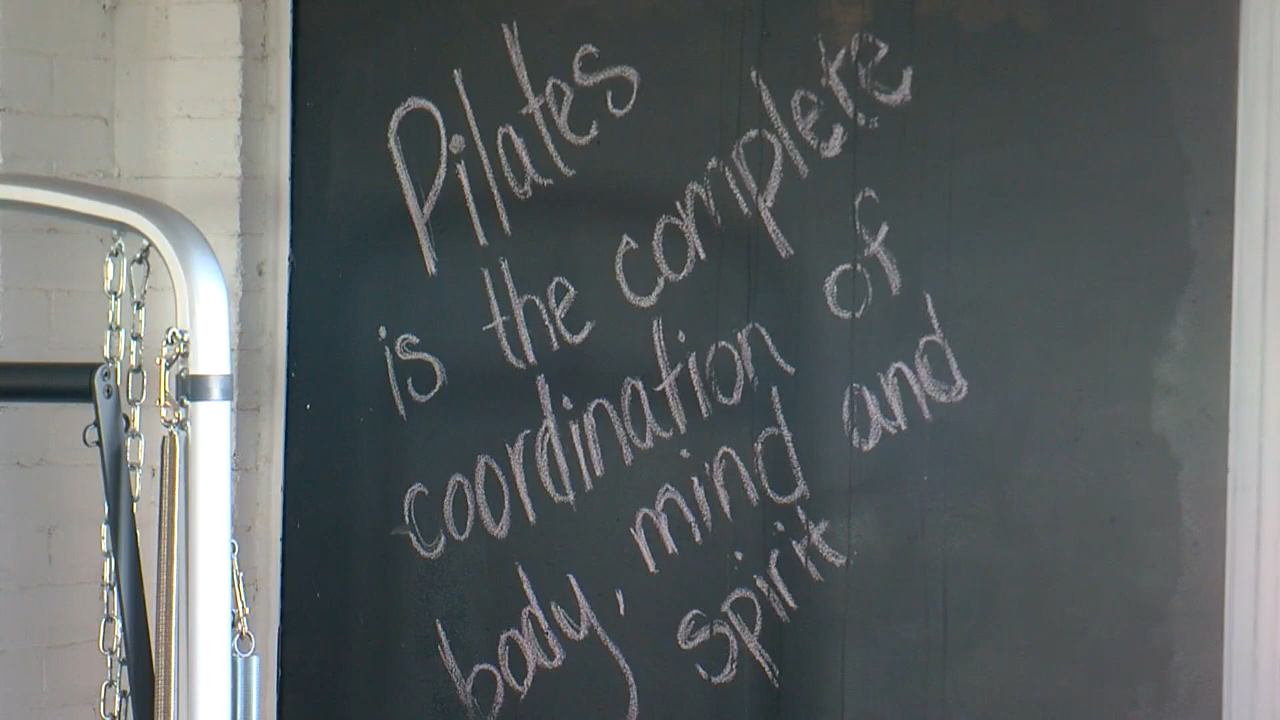 Pilates
is the complete
coordination of
body, mind and
spirit